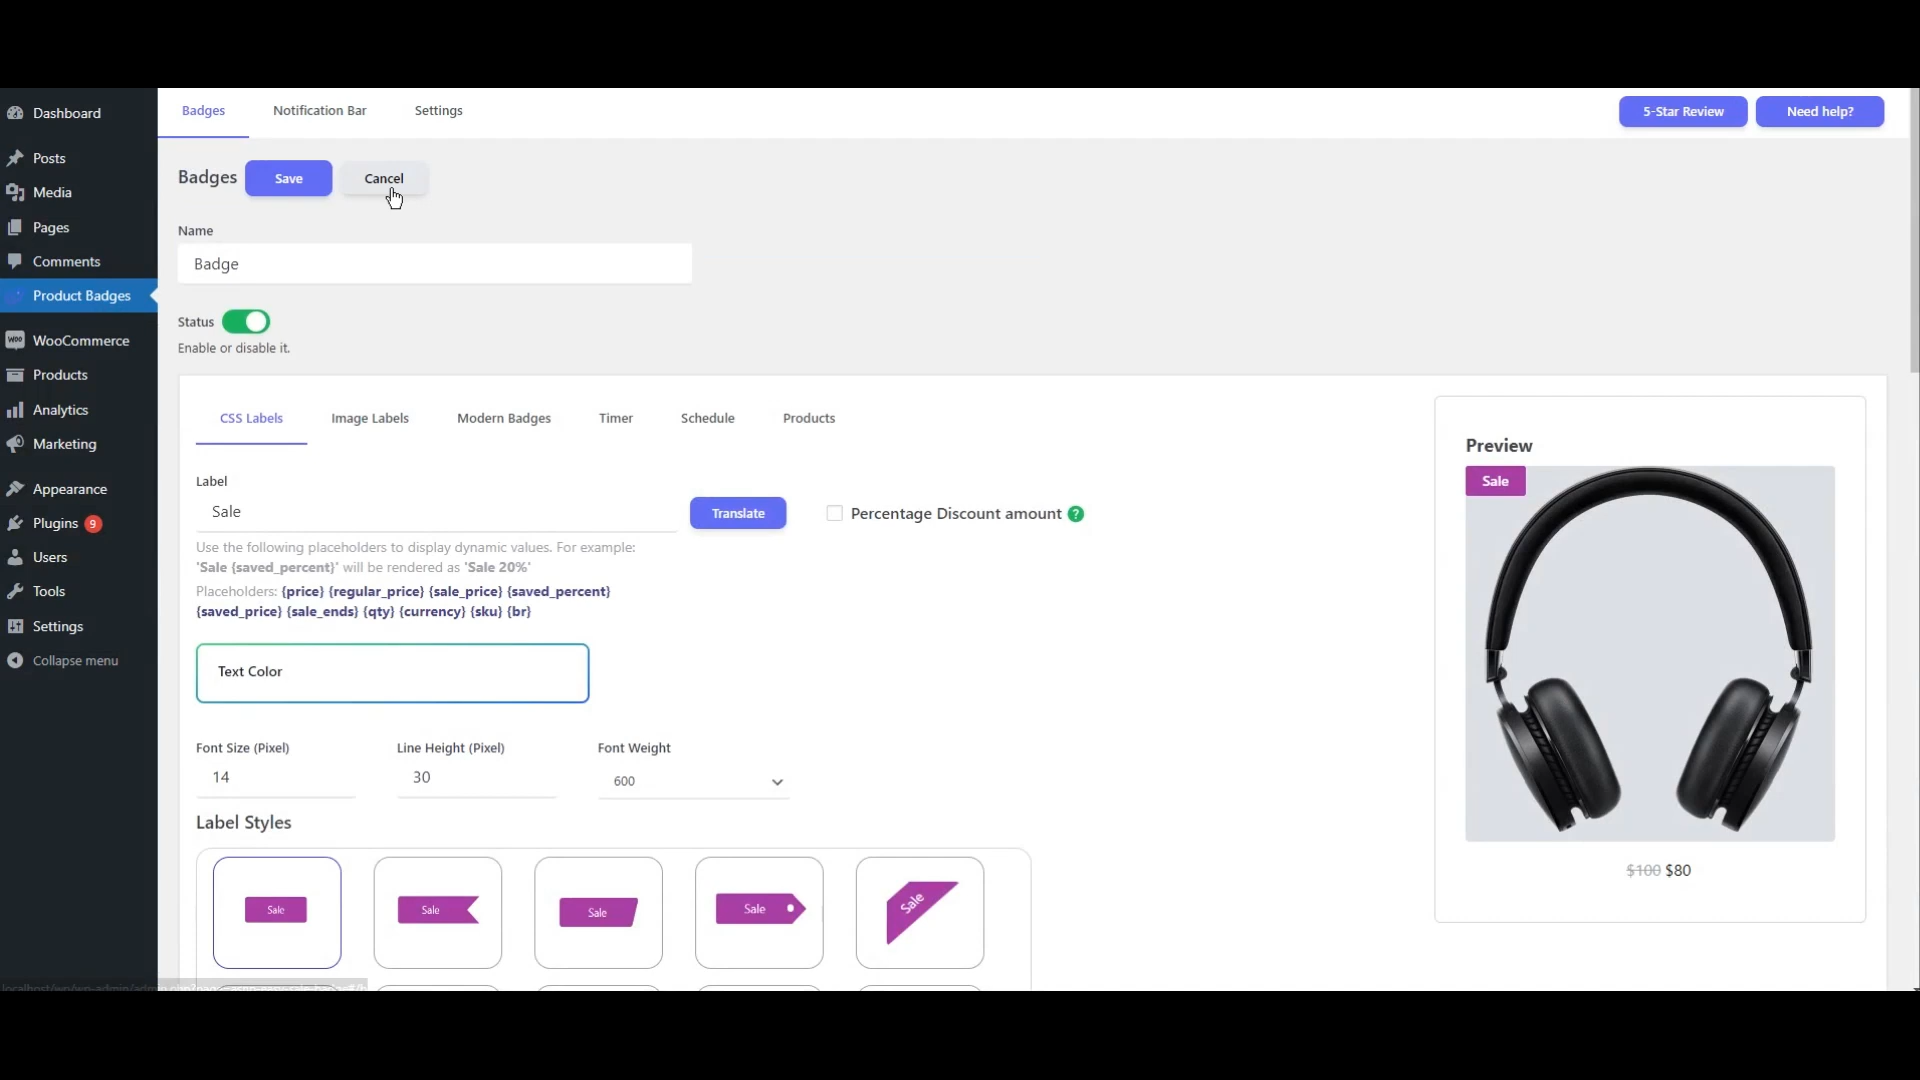 Dashboard
Posts
Media
Pages
Comments
Product Badges
WooCommerce
Products
Analytics
Marketing
Appearance
Plugins 9
Users
Tools
Settings
Collapse menu
Badges Notification Bar Settings
5-Star Review Need help?
Badges Save Cancel
Name
Badge
Status
Enable or disable it.
CSS Labels Image Labels Modern Badges Timer Schedule Products
Label
Sale
Translate
Percentage Discount amount ?
Use the following placeholders to display dynamic values. For example:
'Sale {saved_percent}' will be rendered as 'Sale 20%'
Placeholders: {price} {regular_price} {sale_price} {saved_percent}
{saved_price} {sale_ends} {qty} {currency} {sku} {br}
Text Color
Font Size (Pixel) Line Height (Pixel) Font Weight
14 30 600
Label Styles
Sale Sale Sale Sale Sale
Preview
Sale
$100 $80